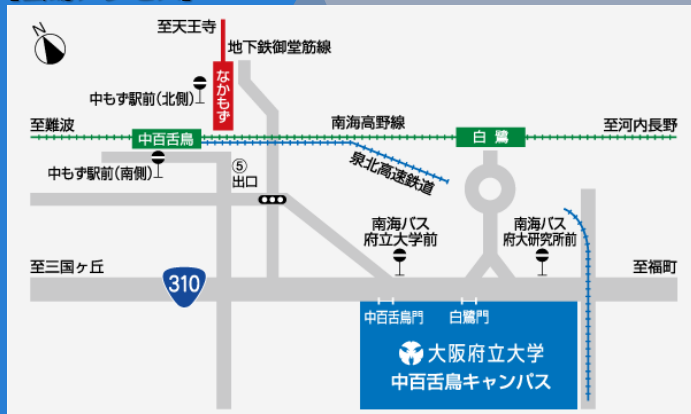 N
至天王寺
地下鉄御堂筋線
なかもず
中もず駅前(北側)
至難波
中百舌鳥
南海高野線
白鷺
至河内長野
中もず駅前(南側)
⑤
出口
泉北高速鉄道
南海バス
府立大学前
南海バス
府大研究所前
至三国ヶ丘
310
至福町
中百舌鳥門
白鷺門
大阪府立大学
中百舌鳥キャンパス